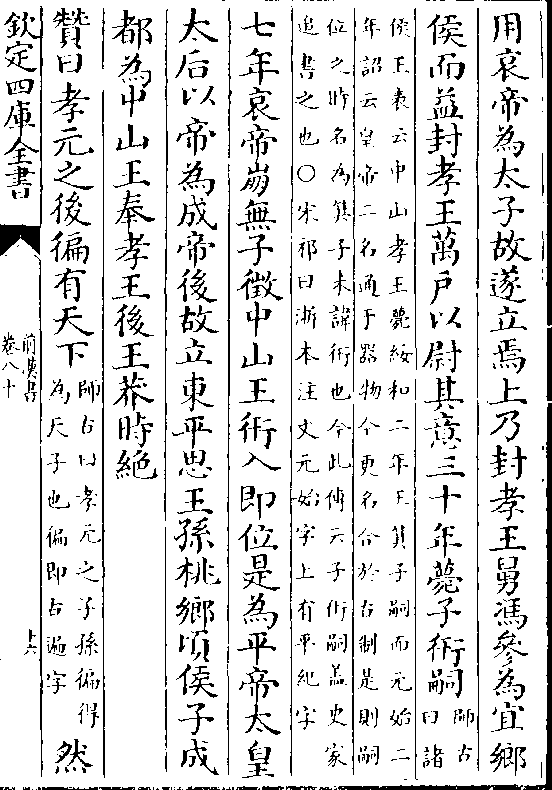 用哀帝為太子故遂立焉上乃封孝王舅馮參為宜鄉
侯而益封孝王萬戶以尉其意三十年薨子衎嗣師古曰諸
侯王表云中山孝王薨綏和二年王箕子嗣而元始二
年詔云皇帝二名通于器物今更名合於古制是則嗣
位之時名為箕子未諱衎也今此傳云子衎嗣蓋史家
追書之也○宋祁曰浙本注文元始字上有平紀字
七年哀帝崩無子徵中山王衎入即位是為平帝太皇
太后以帝為成帝後故立東平思王孫桃鄉頃侯子成
都為中山王奉孝王後王莽時絕
贊曰孝元之後徧有天下師古曰孝元之子孫徧得為天子也徧即古遍字然
欽定四庫全書
前漢書
卷八十
十六